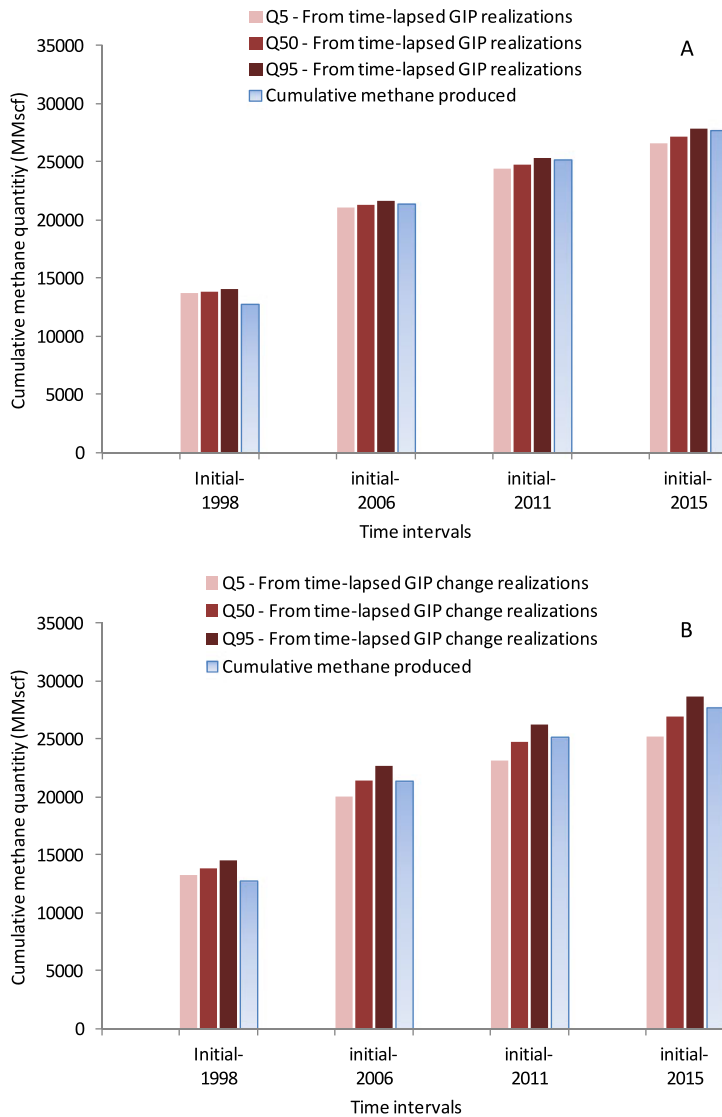 Q5 - From time-lapsed GIP realizations
Q50 - From time-lapsed GIP realizations
Q95 - From time-lapsed GIP realizations
Cumulative methane produced
A
35000
30000
25000
20000
15000
10000
5000
0
Cumulative methane quantitiy (MMscf)
Initial-
1998
initial-
2006
initial-
2011
initial-
2015
Time intervals
Q5 - From time-lapsed GIP change realizations
Q50 - From time-lapsed GIP change realizations
Q95 - From time-lapsed GIP change realizations
Cumulative methane produced
B
35000
30000
25000
20000
15000
10000
5000
0
Cumulative methane quantitiy (MMscf)
Initial-
1998
initial-
2006
initial-
2011
initial-
2015
Time intervals